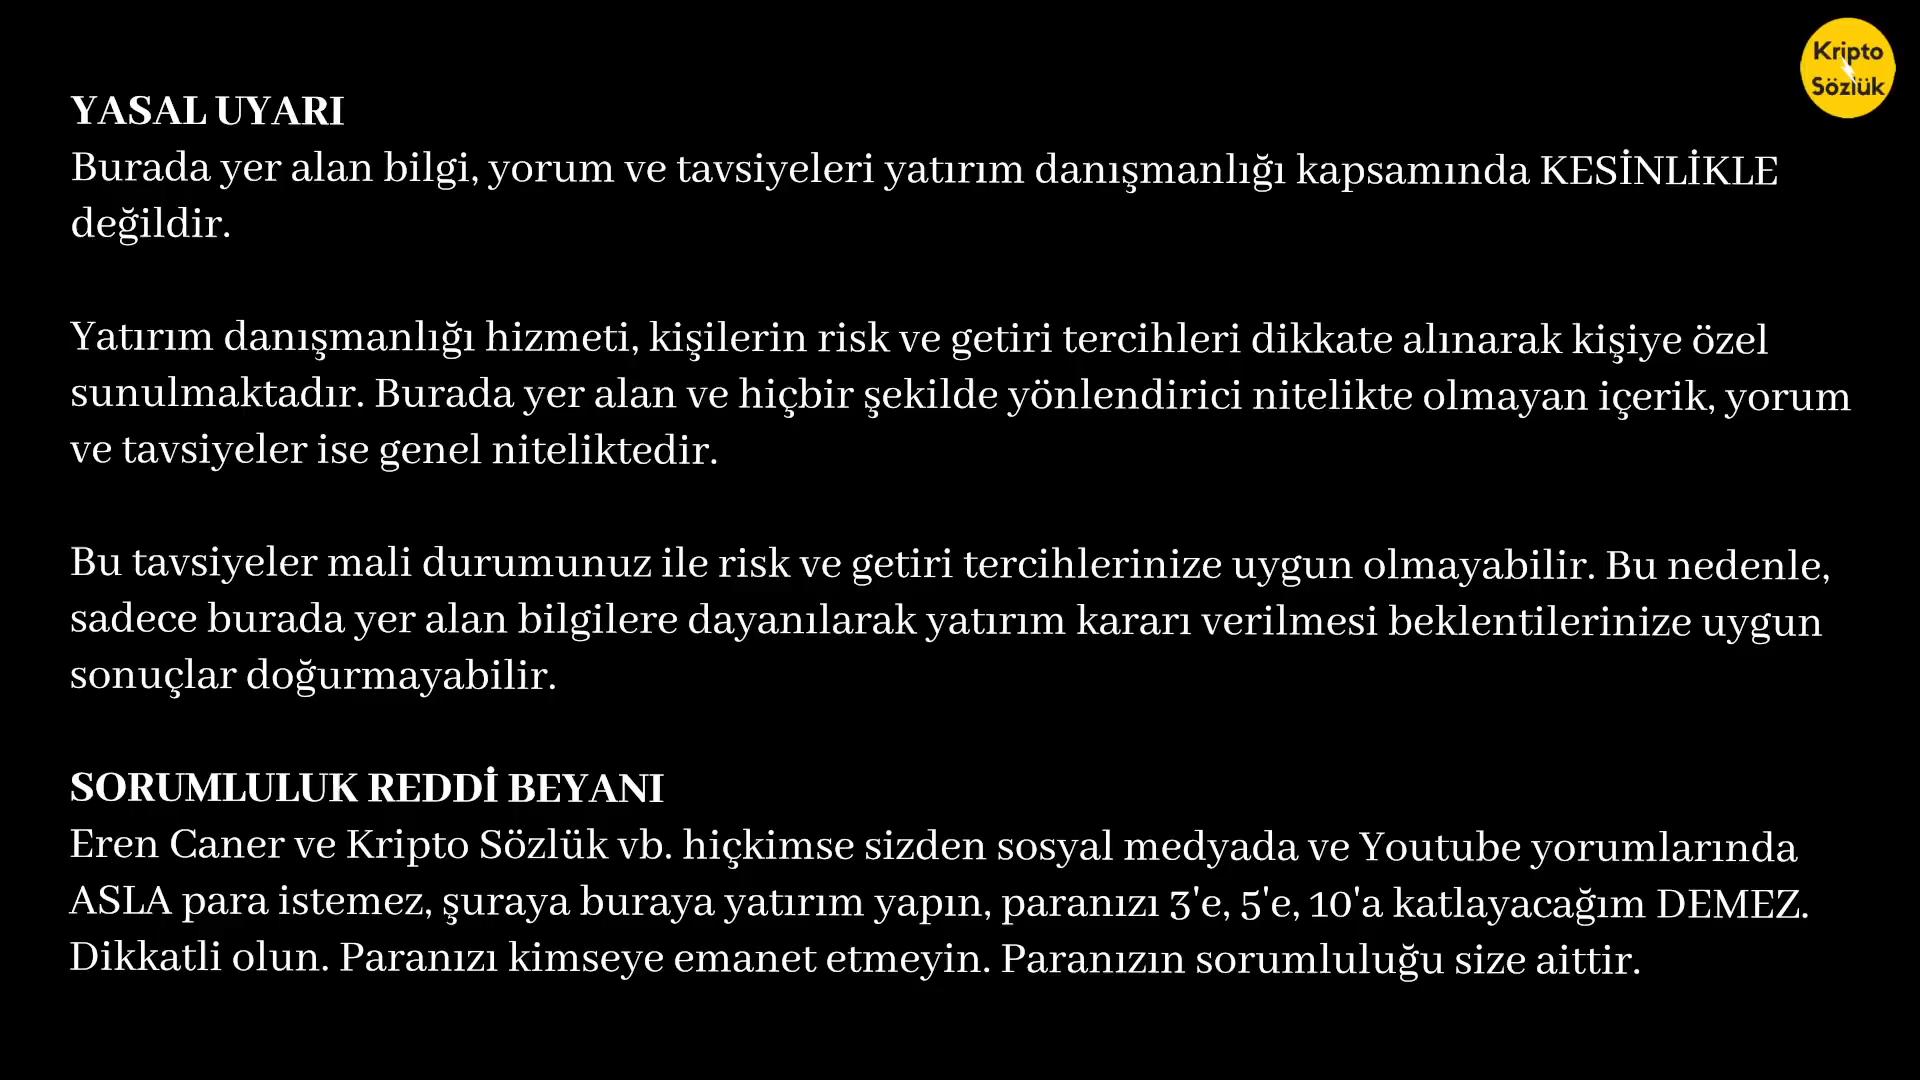 Kripto
Sözlük
YASAL UYARI
Burada yer alan bilgi, yorum ve tavsiyeleri yatırım danışmanlığı kapsamında KESİNLİKLE
değildir.
Yatırım danışmanlığı hizmeti, kişilerin risk ve getiri tercihleri dikkate alınarak kişiye özel
sunulmaktadır. Burada yer alan ve hiçbir şekilde yönlendirici nitelikte olmayan içerik, yorum
ve tavsiyeler ise genel niteliktedir.
Bu tavsiyeler mali durumunuz ile risk ve getiri tercihlerinize uygun olmayabilir. Bu nedenle,
sadece burada yer alan bilgilere dayanılarak yatırım kararı verilmesi beklentilerinize uygun
sonuçlar doğurmayabilir.
SORUMLULUK REDDİ BEYANI
Eren Caner ve Kripto Sözlük vb. hiçkimse sizden sosyal medyada ve Youtube yorumlarında
ASLA para istemez, şuraya buraya yatırım yapın, paranızı 3'e, 5'e, 10'a katlayacağım DEMEZ.
Dikkatli olun. Paranızı kimseye emanet etmeyin. Paranızın sorumluluğu size aittir.